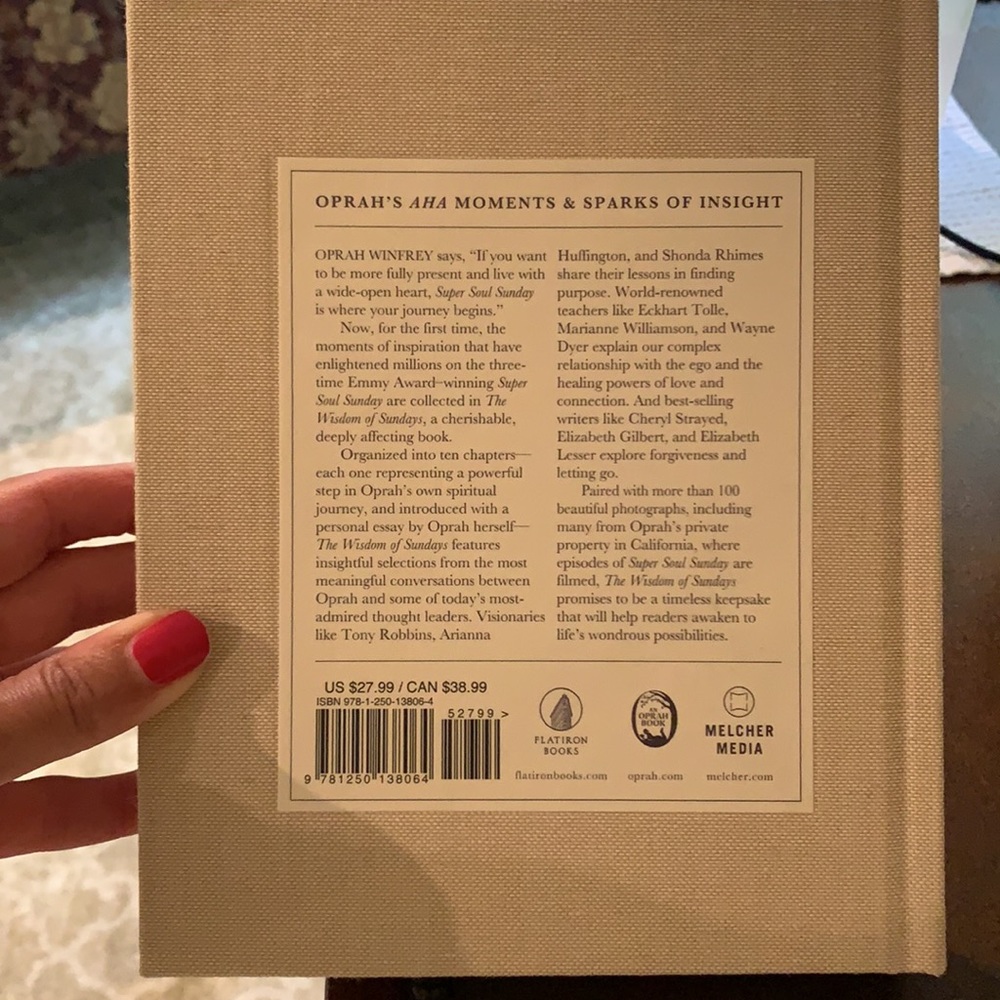 OPRAH'S AHA MOMENTS & SPARKS OF INSIGHT
OPRAH WINFREY says, “If you want
to be more fully present and live with
a wide-open heart, Super Soul Sunday
is where your journey begins.”
Now, for the first time, the
moments of inspiration that have
enlightened millions on the three-
time Emmy Award–winning Super
Soul Sunday are collected in The
Wisdom of Sundays, a cherishable,
deeply affecting book.
Organized into ten chapters—
each one representing a powerful
step in Oprah's own spiritual
journey, and introduced with a
personal essay by Oprah herself—
The Wisdom of Sundays features
insightful selections from the most
meaningful conversations between
Oprah and some of today's most-
admired thought leaders. Visionaries
like Tony Robbins, Arianna
Huffington, and Shonda Rhimes
share their lessons in finding
purpose. World-renowned
teachers like Eckhart Tolle,
Marianne Williamson, and Wayne
Dyer explain our complex
relationship with the ego and the
healing powers of love and
connection. And best-selling
writers like Cheryl Strayed,
Elizabeth Gilbert, and Elizabeth
Lesser explore forgiveness and
letting go.
Paired with more than 100
beautiful photographs, including
many from Oprah's private
property in California, where
episodes of Super Soul Sunday are
filmed, The Wisdom of Sundays
promises to be a timeless keepsake
that will help readers awaken to
life's wondrous possibilities.
US $27.99 / CAN $38.99
ISBN 978-1-250-13806-4
52799 >
9 781250 138064
FLATIRON
BOOKS
flatironbooks.com
AN
OPRAH
BOOK
oprah.com
MELCHER
MEDIA
melcher.com